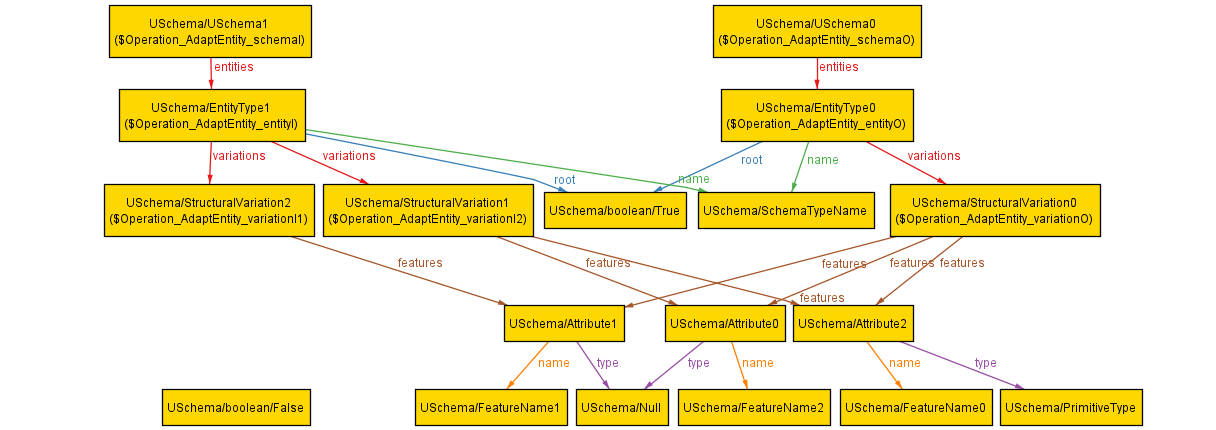 USchema/USchema1
($Operation_AdaptEntity_schemaI)
USchema/USchema0
($Operation_AdaptEntity_schemaO)
entities
entities
USchema/EntityType1
($Operation_AdaptEntity_entityI)
USchema/EntityType0
($Operation_AdaptEntity_entityO)
variations
variations
root
name
root
name
variations
USchema/StructuralVariation2
($Operation_AdaptEntity_variationI1)
USchema/StructuralVariation1
($Operation_AdaptEntity_variationI2)
USchema/boolean/True
USchema/SchemaTypeName
USchema/StructuralVariation0
($Operation_AdaptEntity_variationO)
features
features
features
features
features
features
USchema/Attribute1
USchema/Attribute0
USchema/Attribute2
name
type
type
name
name
type
USchema/boolean/False
USchema/FeatureName1
USchema/Null
USchema/FeatureName2
USchema/FeatureName0
USchema/PrimitiveType